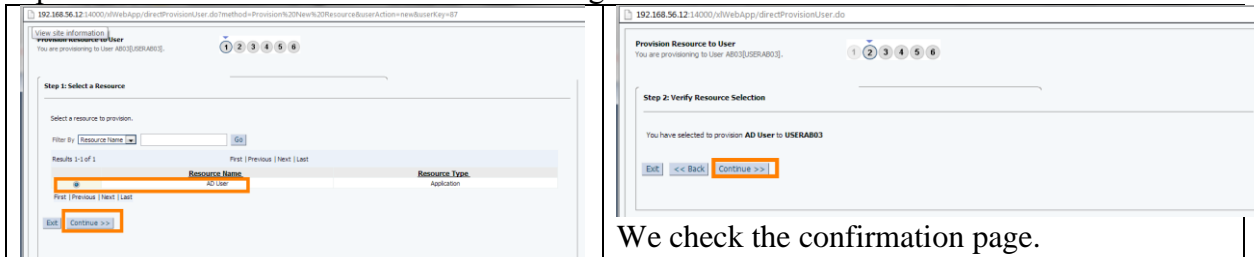 192.168.56.12:14000/xlWebApp/directProvisionUser.do?method=Provision%20New%20Resource&userAction=new&userKey=87
View site information
Provision Resource to User
You are provisioning to User AB03[USERAB03].
1 2 3 4 5 6
Step 1: Select a Resource
Select a resource to provision.
Filter By Resource Name Go
Results 1-1 of 1 First | Previous | Next | Last
Resource Name Resource Type
AD User Application
First | Previous | Next | Last
Exit Continue >>
192.168.56.12:14000/xlWebApp/directProvisionUser.do
Provision Resource to User
You are provisioning to User AB03[USERAB03].
1 2 3 4 5 6
Step 2: Verify Resource Selection
You have selected to provision AD User to USERAB03
Exit << Back Continue >>
We check the confirmation page.